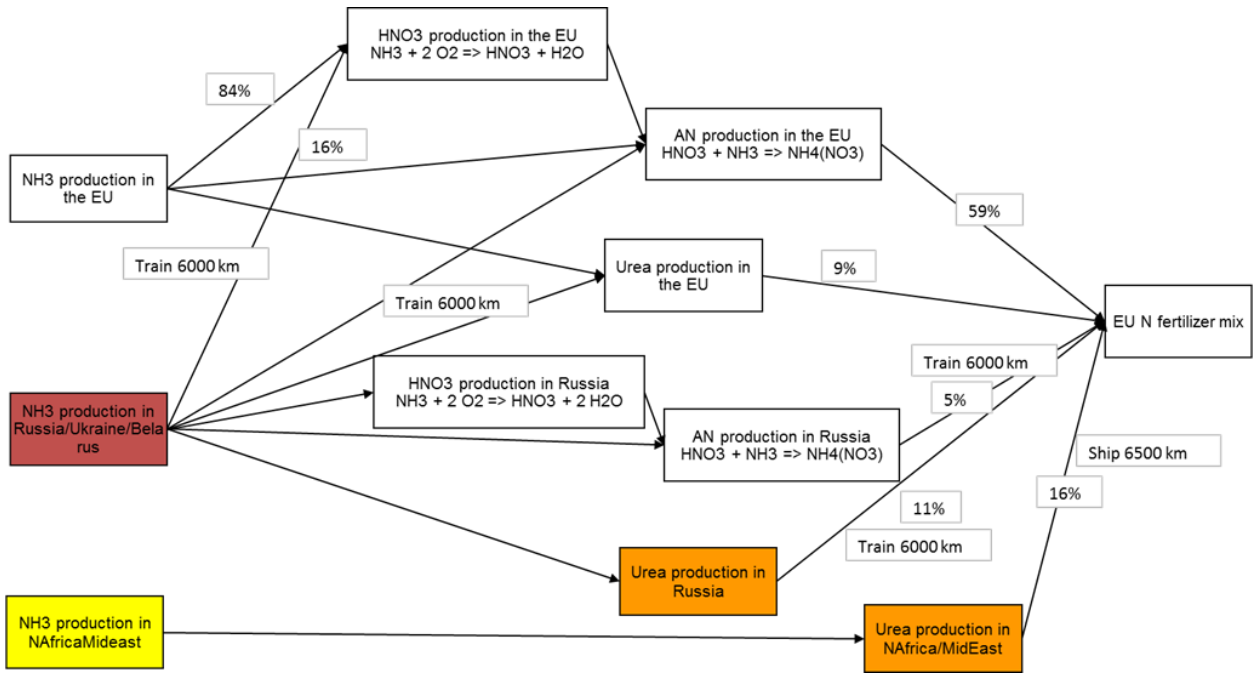 HNO3 production in the EU
NH3 + 2 O2 => HNO3 + H2O
84%
16%
AN production in the EU
HNO3 + NH3 => NH4(NO3)
NH3 production in
the EU
59%
Train 6000 km
Urea production in
the EU
9%
Train 6000 km
EU N fertilizer mix
HNO3 production in Russia
NH3 + 2 O2 => HNO3 + 2 H2O
Train 6000 km
5%
NH3 production in
Russia/Ukraine/Bela
rus
AN production in Russia
HNO3 + NH3 => NH4(NO3)
Ship 6500 km
16%
11%
Train 6000 km
Urea production in
Russia
NH3 production in
NAfricaMideast
Urea production in
NAfrica/MidEast